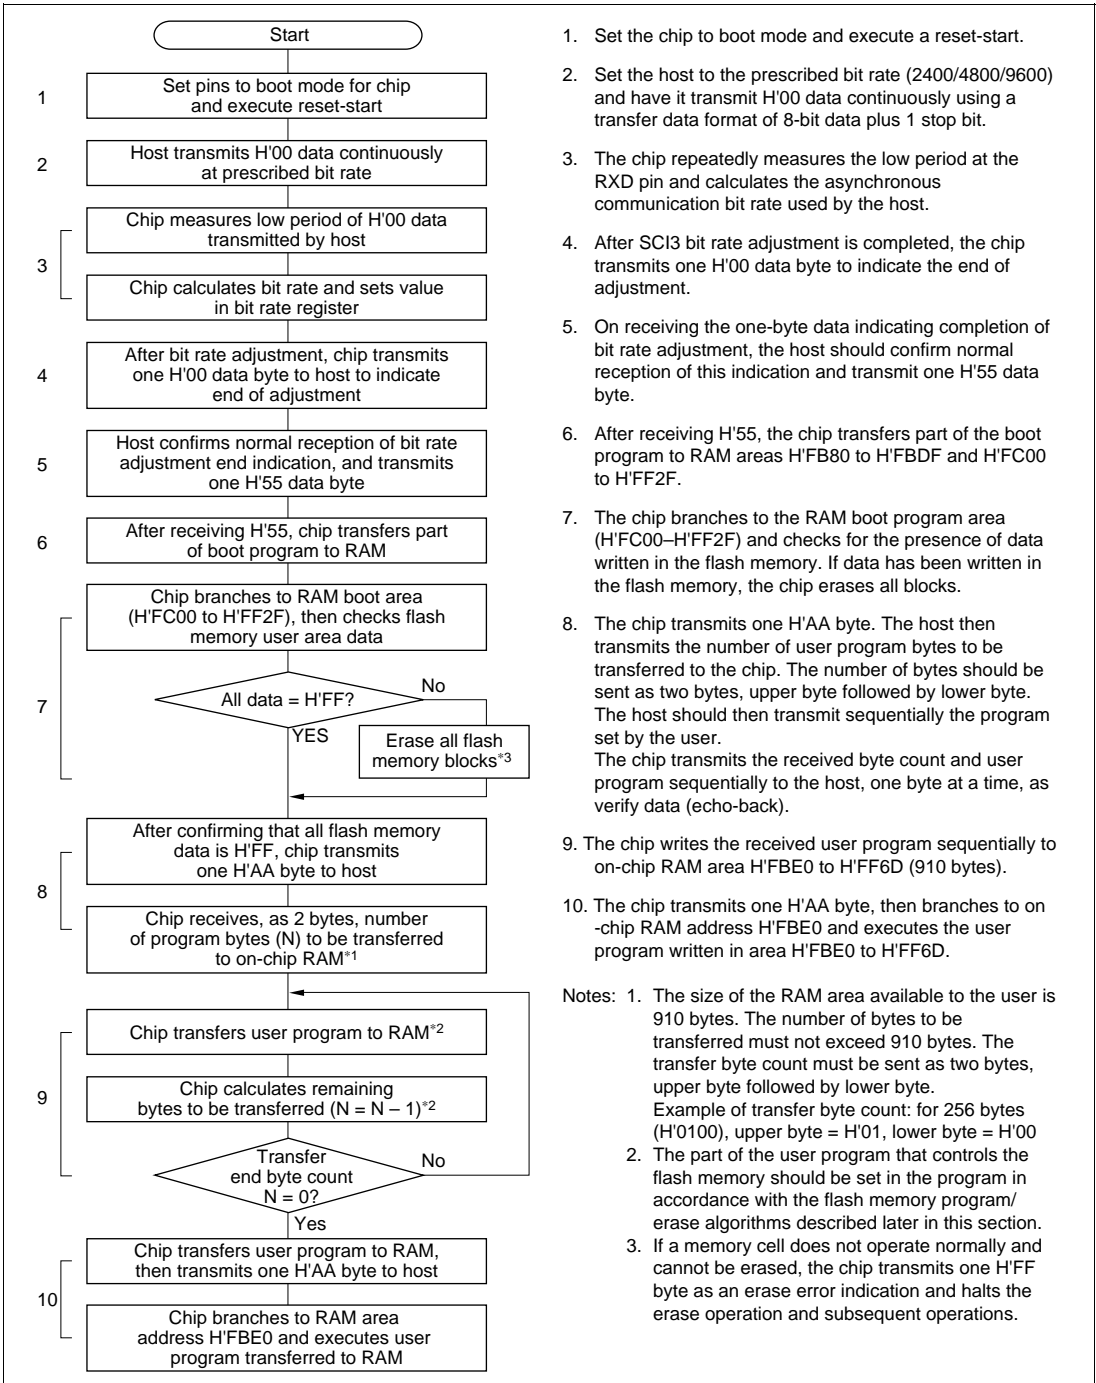 Start
1
Set pins to boot mode for chip
and execute reset-start
2
Host transmits H'00 data continuously
at prescribed bit rate
Chip measures low period of H'00 data
transmitted by host
3
Chip calculates bit rate and sets value
in bit rate register
4
After bit rate adjustment, chip transmits
one H'00 data byte to host to indicate
end of adjustment
5
Host confirms normal reception of bit rate
adjustment end indication, and transmits
one H'55 data byte
6
After receiving H'55, chip transfers part
of boot program to RAM
Chip branches to RAM boot area
(H'FC00 to H'FF2F), then checks flash
memory user area data
7
All data = H'FF?
No
YES
Erase all flash
memory blocks*3
After confirming that all flash memory
data is H'FF, chip transmits
one H'AA byte to host
8
Chip receives, as 2 bytes, number
of program bytes (N) to be transferred
to on-chip RAM*1
Chip transfers user program to RAM*2
9
Chip calculates remaining
bytes to be transferred (N = N – 1)*2
Transfer
end byte count
N = 0?
No
Yes
Chip transfers user program to RAM,
then transmits one H'AA byte to host
10
Chip branches to RAM area
address H'FBE0 and executes user
program transferred to RAM
1. Set the chip to boot mode and execute a reset-start.
2. Set the host to the prescribed bit rate (2400/4800/9600)
and have it transmit H'00 data continuously using a
transfer data format of 8-bit data plus 1 stop bit.
3. The chip repeatedly measures the low period at the
RXD pin and calculates the asynchronous
communication bit rate used by the host.
4. After SCI3 bit rate adjustment is completed, the chip
transmits one H'00 data byte to indicate the end of
adjustment.
5. On receiving the one-byte data indicating completion of
bit rate adjustment, the host should confirm normal
reception of this indication and transmit one H'55 data
byte.
6. After receiving H'55, the chip transfers part of the boot
program to RAM areas H'FB80 to H'FBDF and H'FC00
to H'FF2F.
7. The chip branches to the RAM boot program area
(H'FC00–H'FF2F) and checks for the presence of data
written in the flash memory. If data has been written in
the flash memory, the chip erases all blocks.
8. The chip transmits one H'AA byte. The host then
transmits the number of user program bytes to be
transferred to the chip. The number of bytes should be
sent as two bytes, upper byte followed by lower byte.
The host should then transmit sequentially the program
set by the user.
The chip transmits the received byte count and user
program sequentially to the host, one byte at a time, as
verify data (echo-back).
9. The chip writes the received user program sequentially to
on-chip RAM area H'FBE0 to H'FF6D (910 bytes).
10. The chip transmits one H'AA byte, then branches to on
-chip RAM address H'FBE0 and executes the user
program written in area H'FBE0 to H'FF6D.
Notes: 1. The size of the RAM area available to the user is
910 bytes. The number of bytes to be
transferred must not exceed 910 bytes. The
transfer byte count must be sent as two bytes,
upper byte followed by lower byte.
Example of transfer byte count: for 256 bytes
(H'0100), upper byte = H'01, lower byte = H'00
2. The part of the user program that controls the
flash memory should be set in the program in
accordance with the flash memory program/
erase algorithms described later in this section.
3. If a memory cell does not operate normally and
cannot be erased, the chip transmits one H'FF
byte as an erase error indication and halts the
erase operation and subsequent operations.